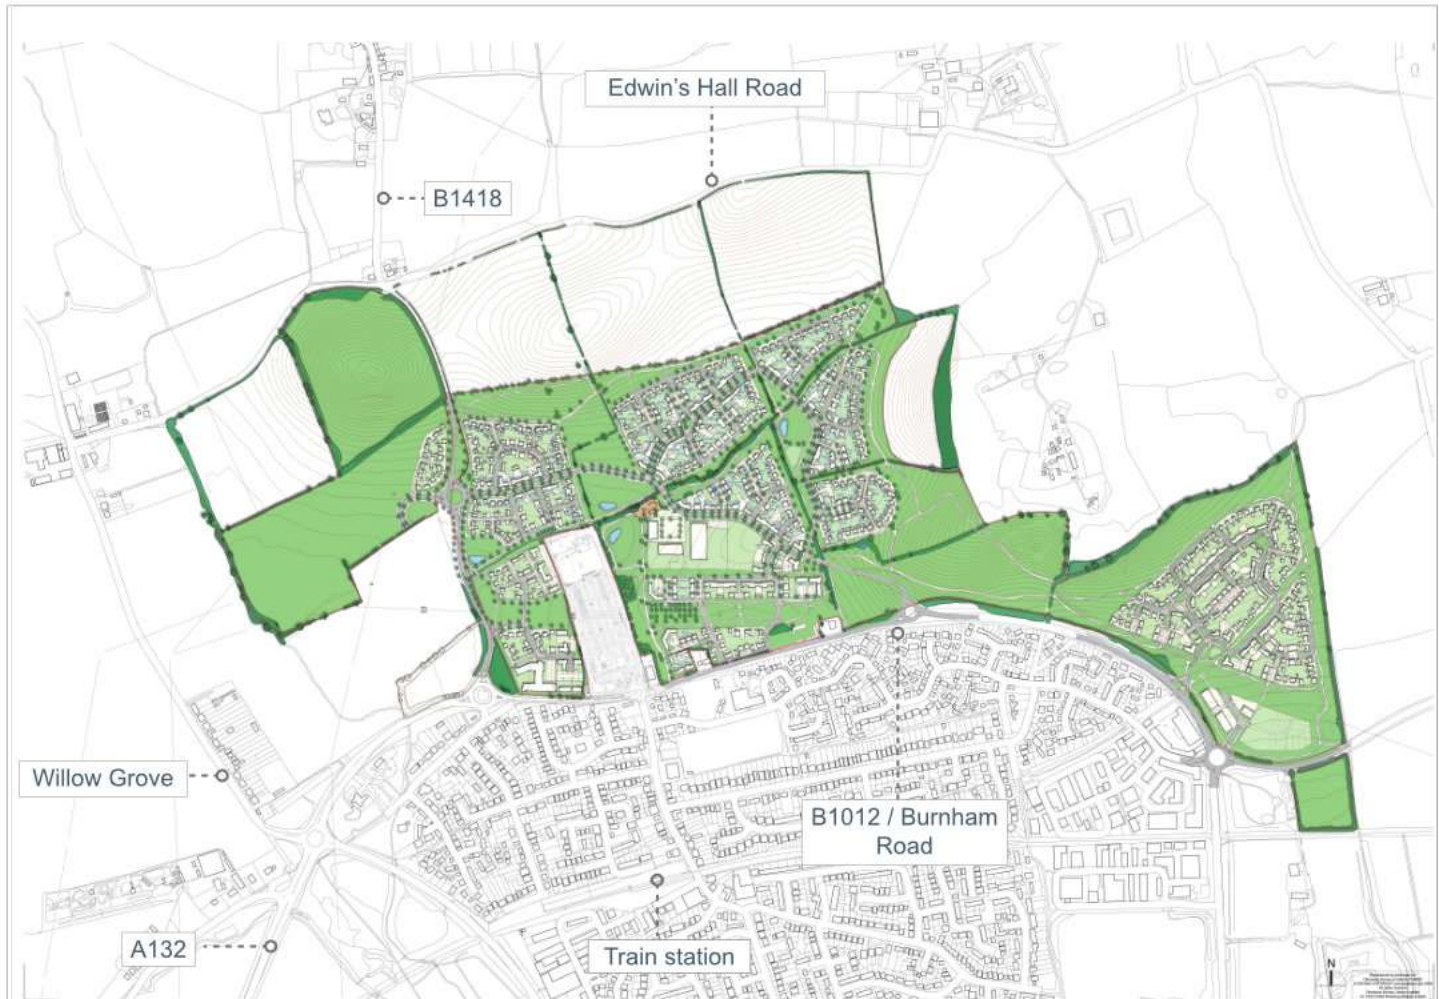 Edwin's Hall Road
B1418
Willow Grove
B1012 / Burnham
Road
A132
Train station
N